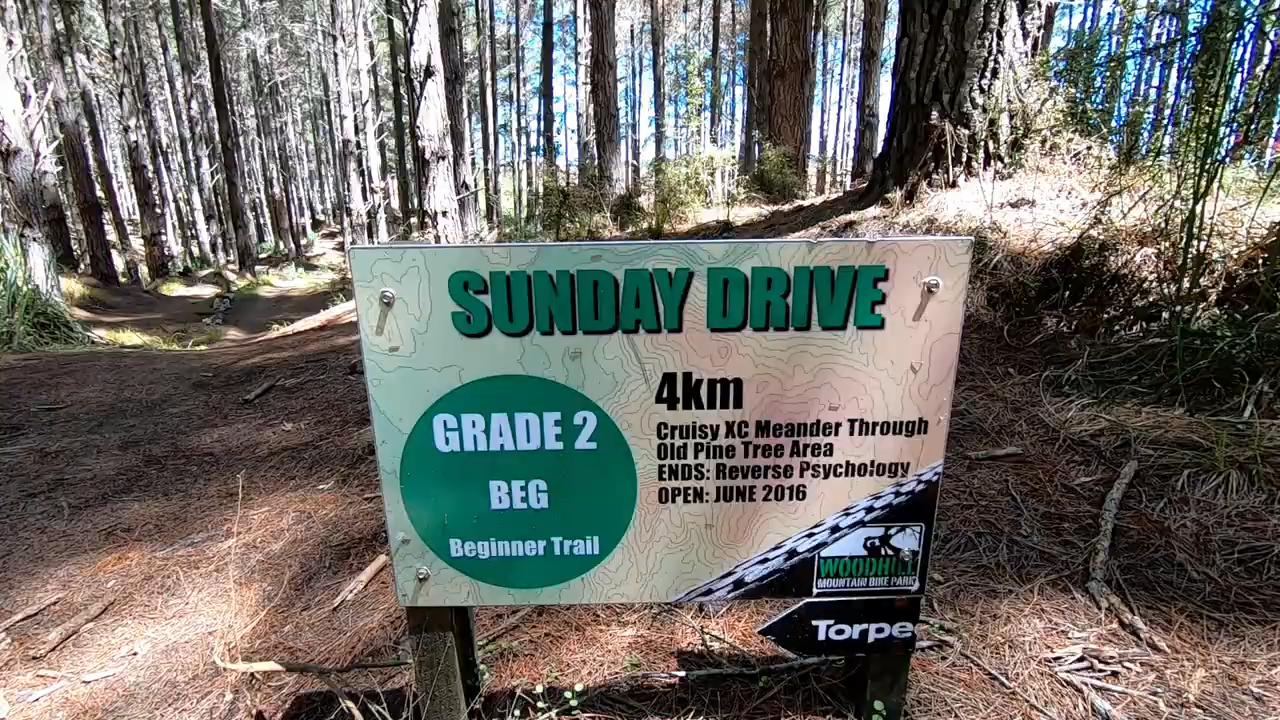 SUNDAY DRIVE
GRADE 2
BEG
Beginner Trail
4km
Cruisy XC Meander Through
Old Pine Tree Area
ENDS: Reverse Psychology
OPEN: JUNE 2016
WOODHILL
MOUNTAIN BIKE PARK
Torpe